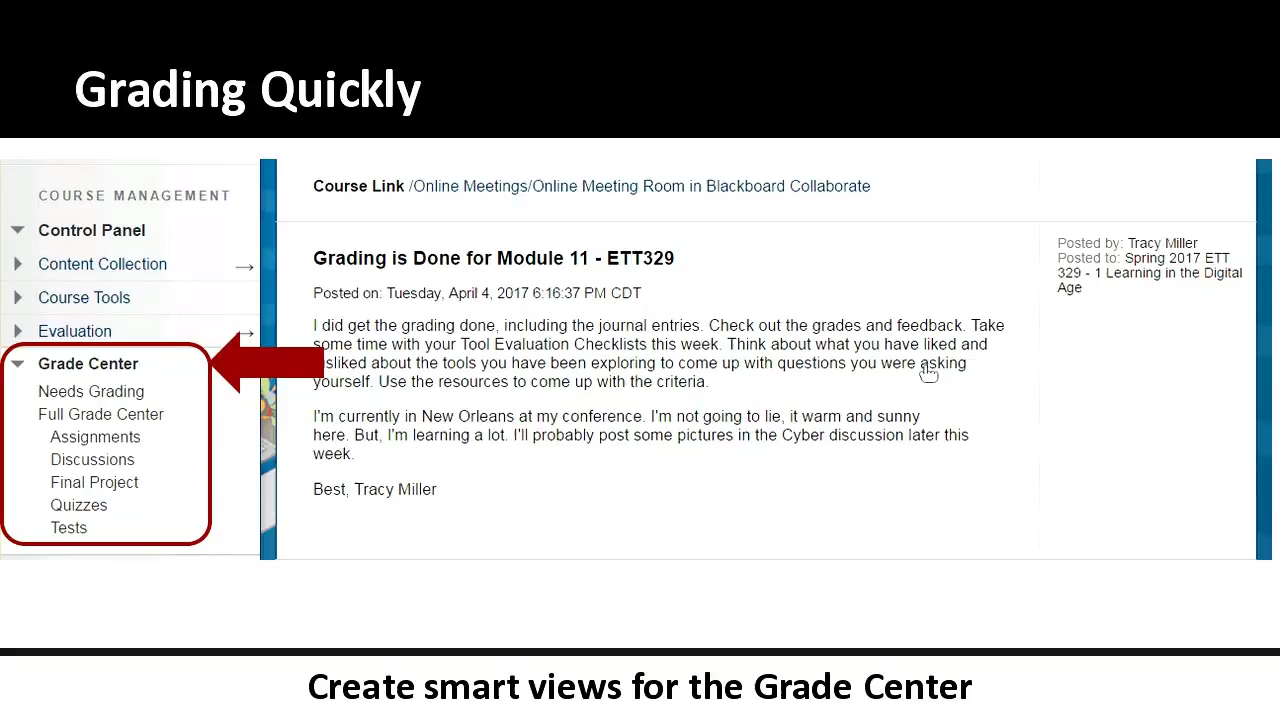 Grading Quickly
COURSE MANAGEMENT
Control Panel
Content Collection
Course Tools
Evaluation
Grade Center
Needs Grading
Full Grade Center
Assignments
Discussions
Final Project
Quizzes
Tests
Course Link /Online Meetings/Online Meeting Room in Blackboard Collaborate
Grading is Done for Module 11 - ETT329
Posted on: Tuesday, April 4, 2017 6:16:37 PM CDT
I did get the grading done, including the journal entries. Check out the grades and feedback. Take
some time with your Tool Evaluation Checklists this week. Think about what you have liked and
disliked about the tools you have been exploring to come up with questions you were asking
yourself. Use the resources to come up with the criteria.
I'm currently in New Orleans at my conference. I'm not going to lie, it warm and sunny
here. But, I'm learning a lot. I'll probably post some pictures in the Cyber discussion later this
week.
Best, Tracy Miller
Posted by: Tracy Miller
Posted to: Spring 2017 ETT
329 - 1 Learning in the Digital
Age
Create smart views for the Grade Center